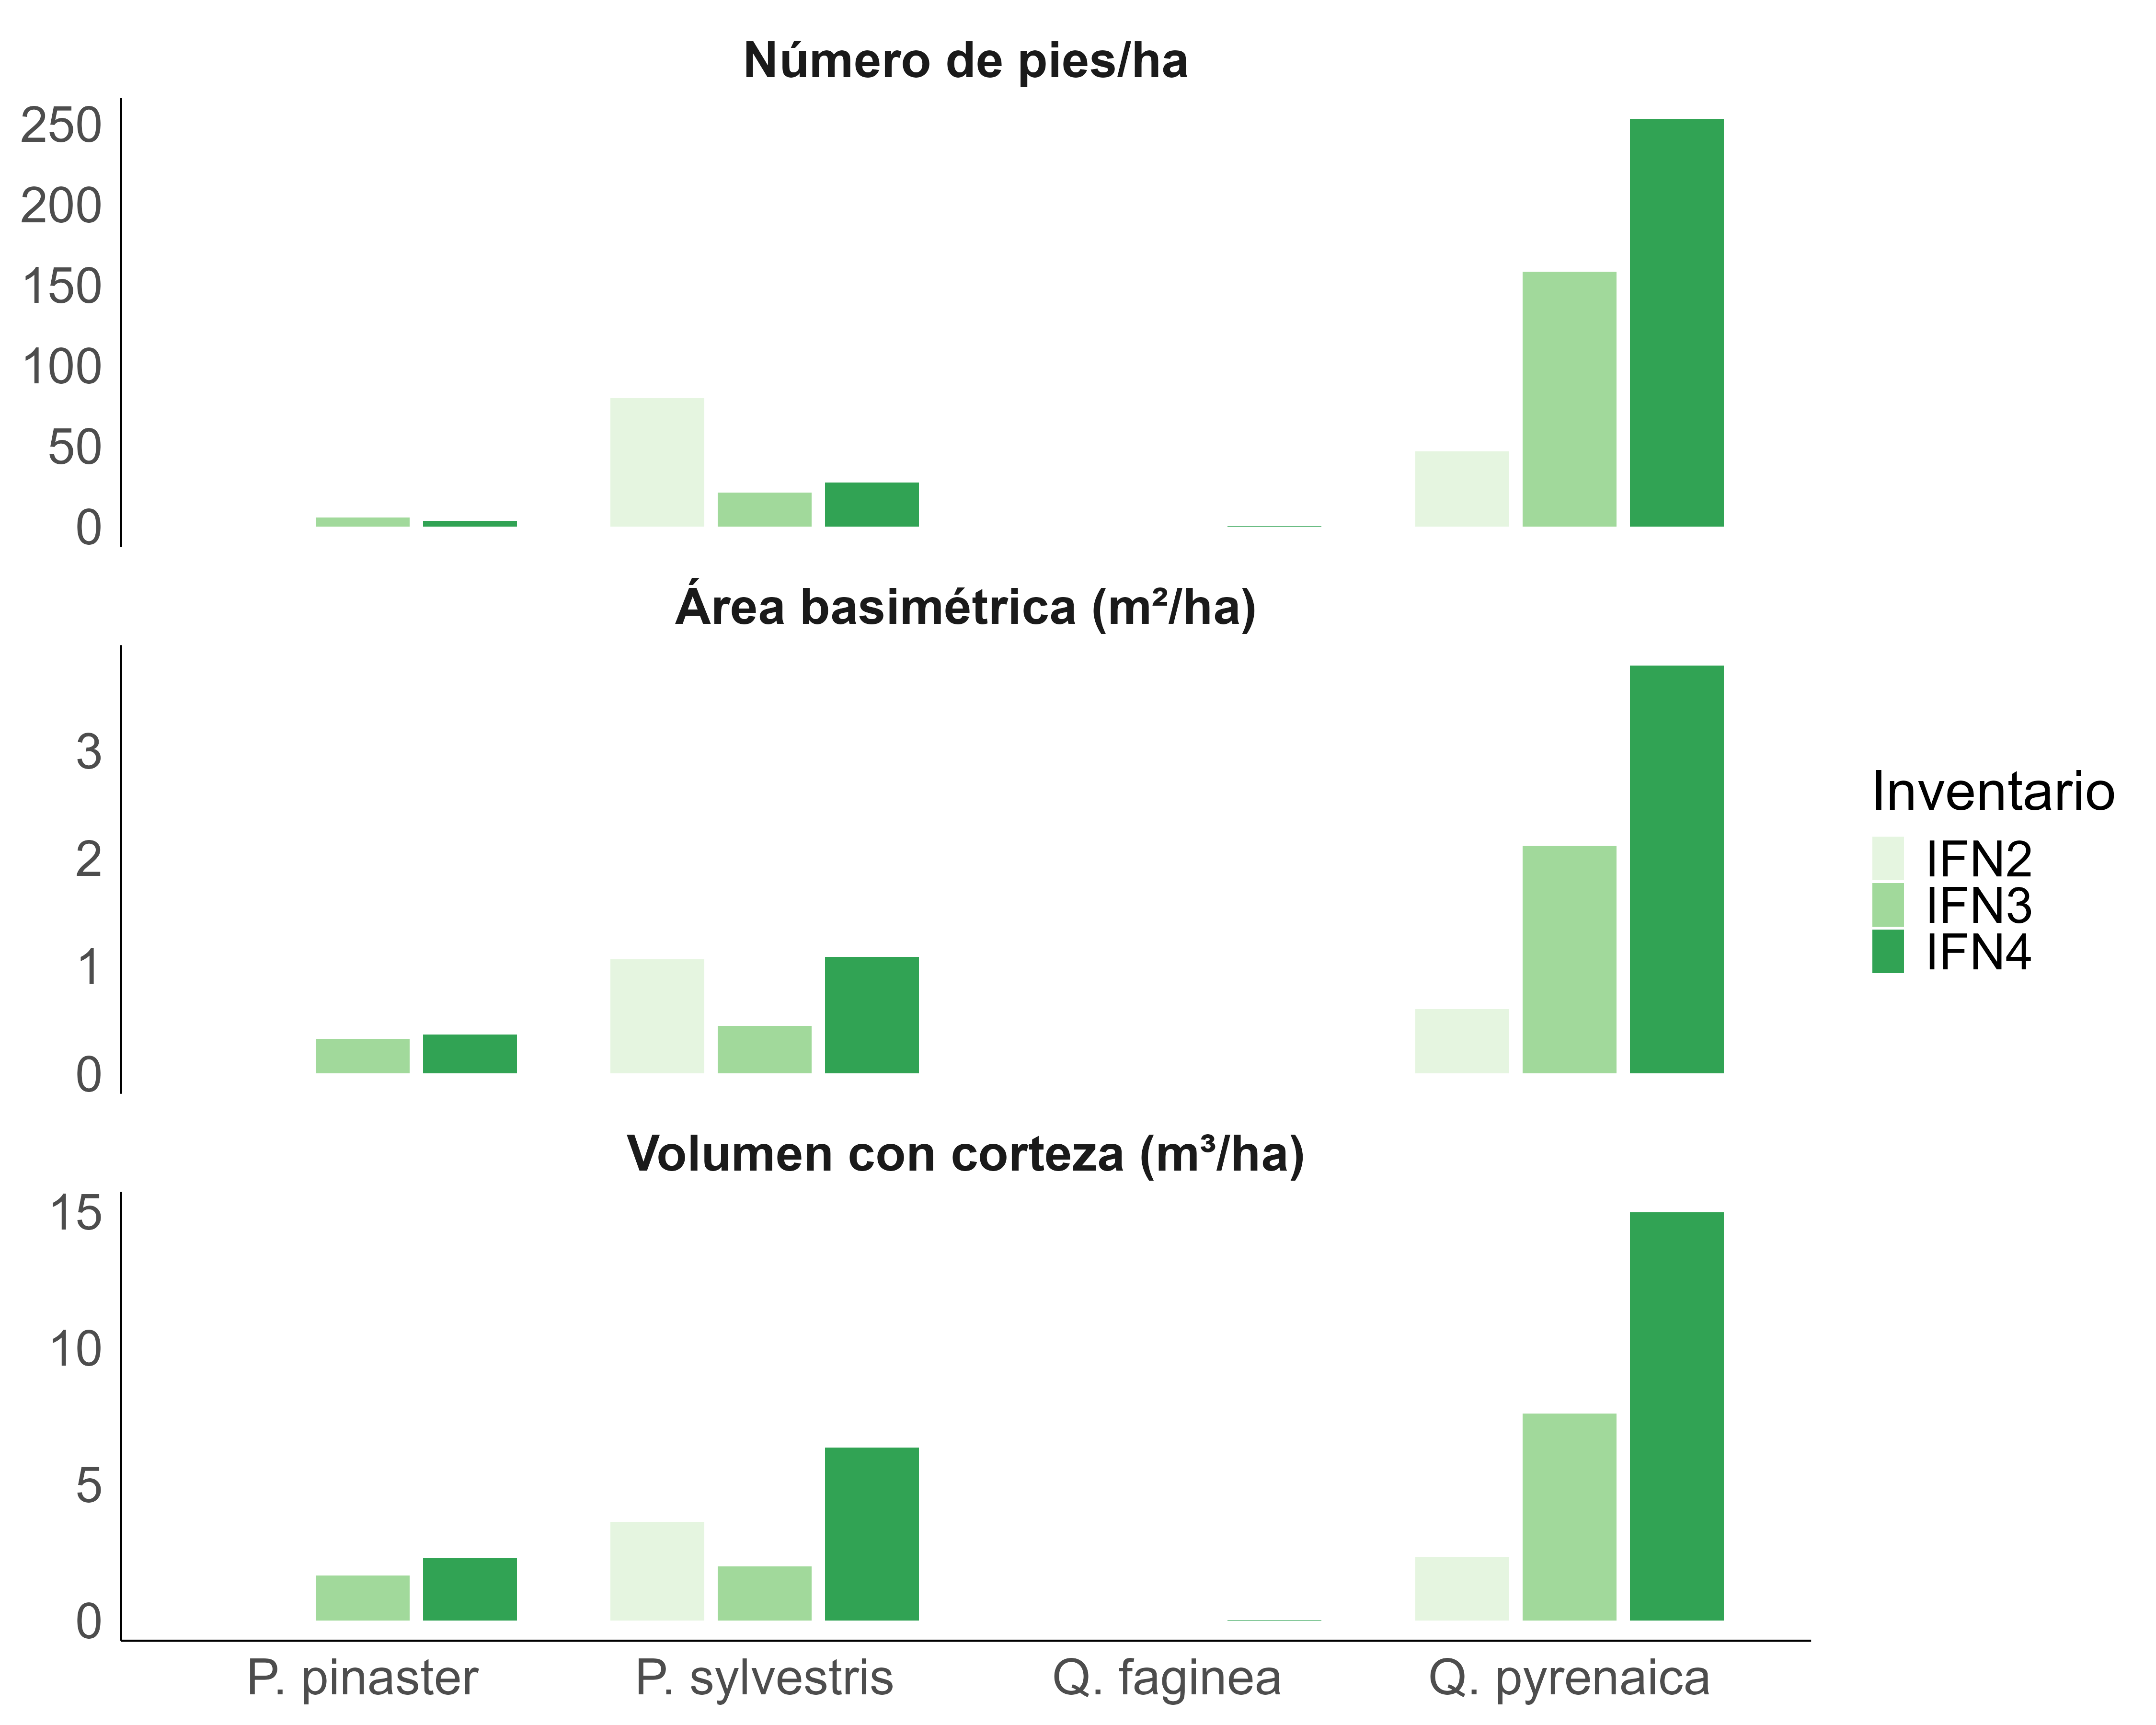 Número de pies/ha
250
200
150
100
50
0
Área basimétrica (m²/ha)
3
2
1
0
Volumen con corteza (m³/ha)
15
10
5
0
P. pinaster P. sylvestris Q. faginea Q. pyrenaica
Inventario
IFN2
IFN3
IFN4